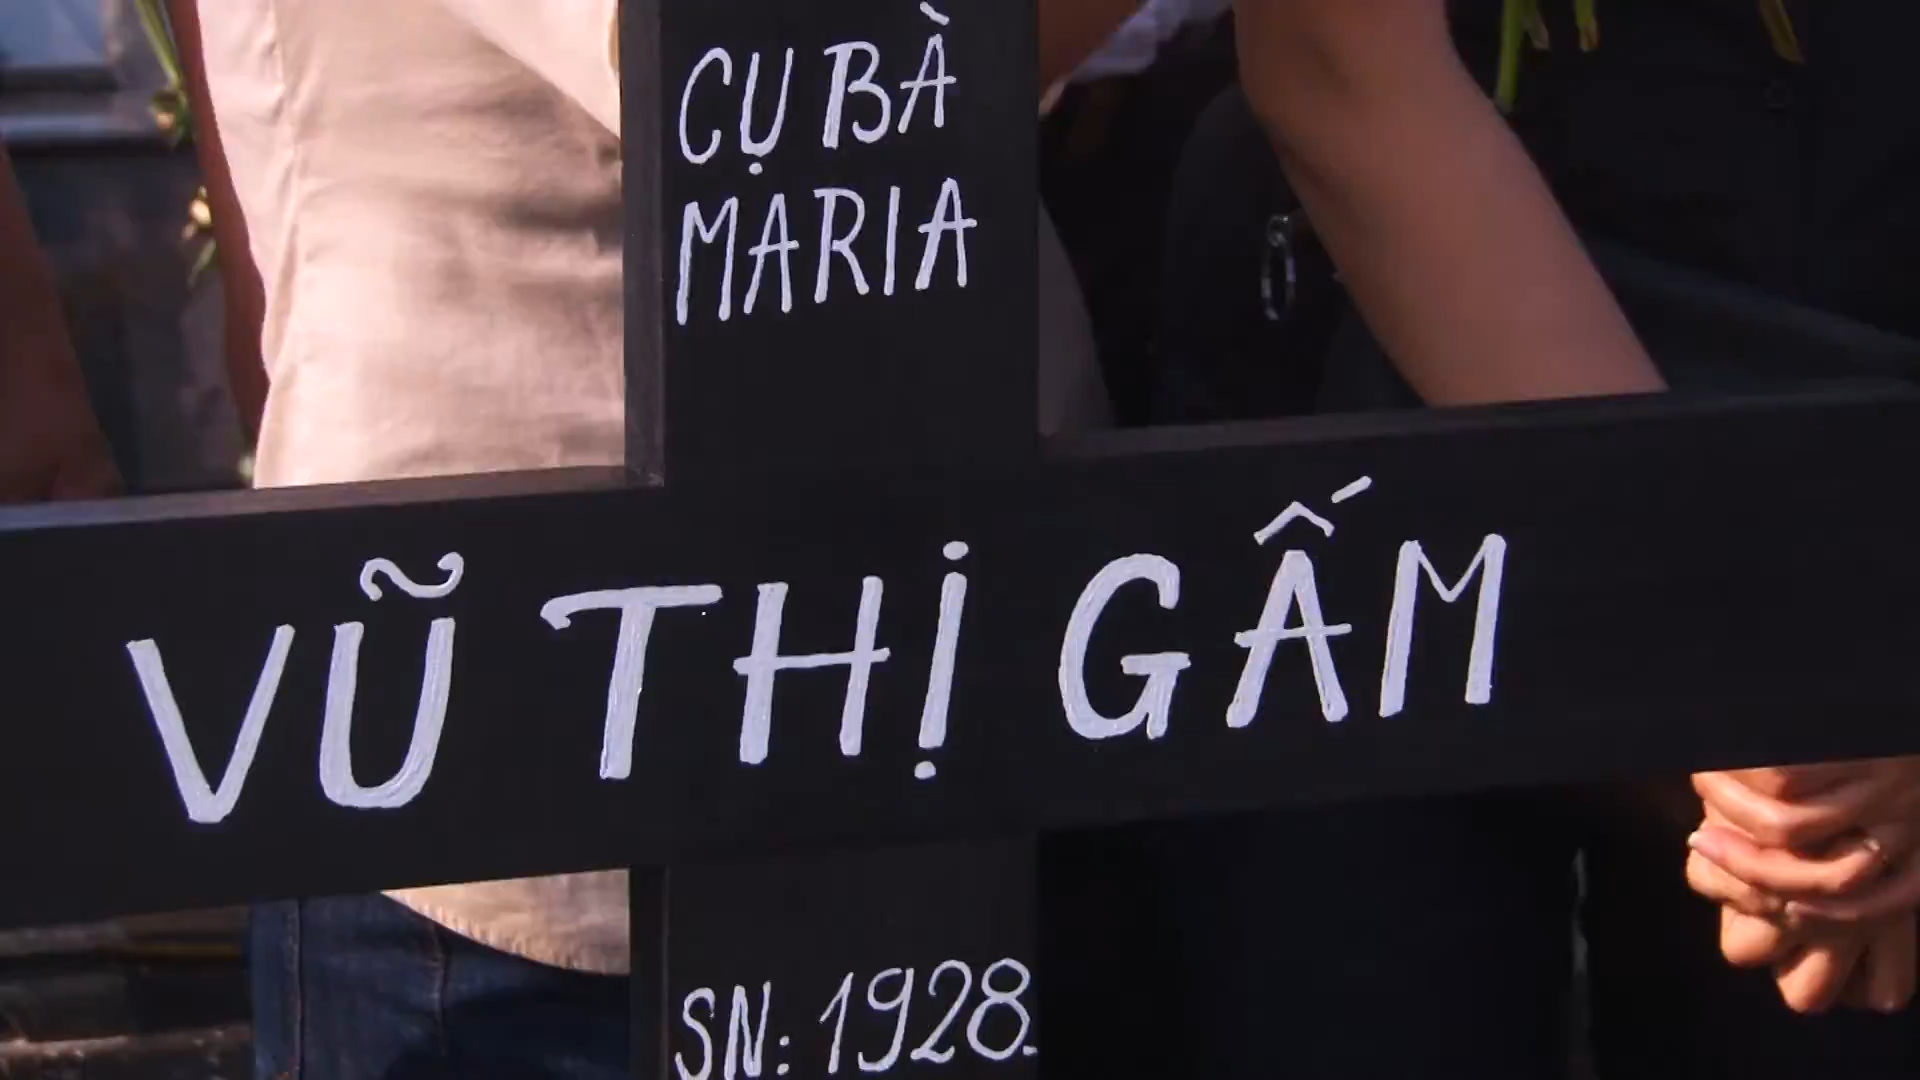 CỤ BÀ
MARIA
VŨ THỊ GẤM
SN: 1928.